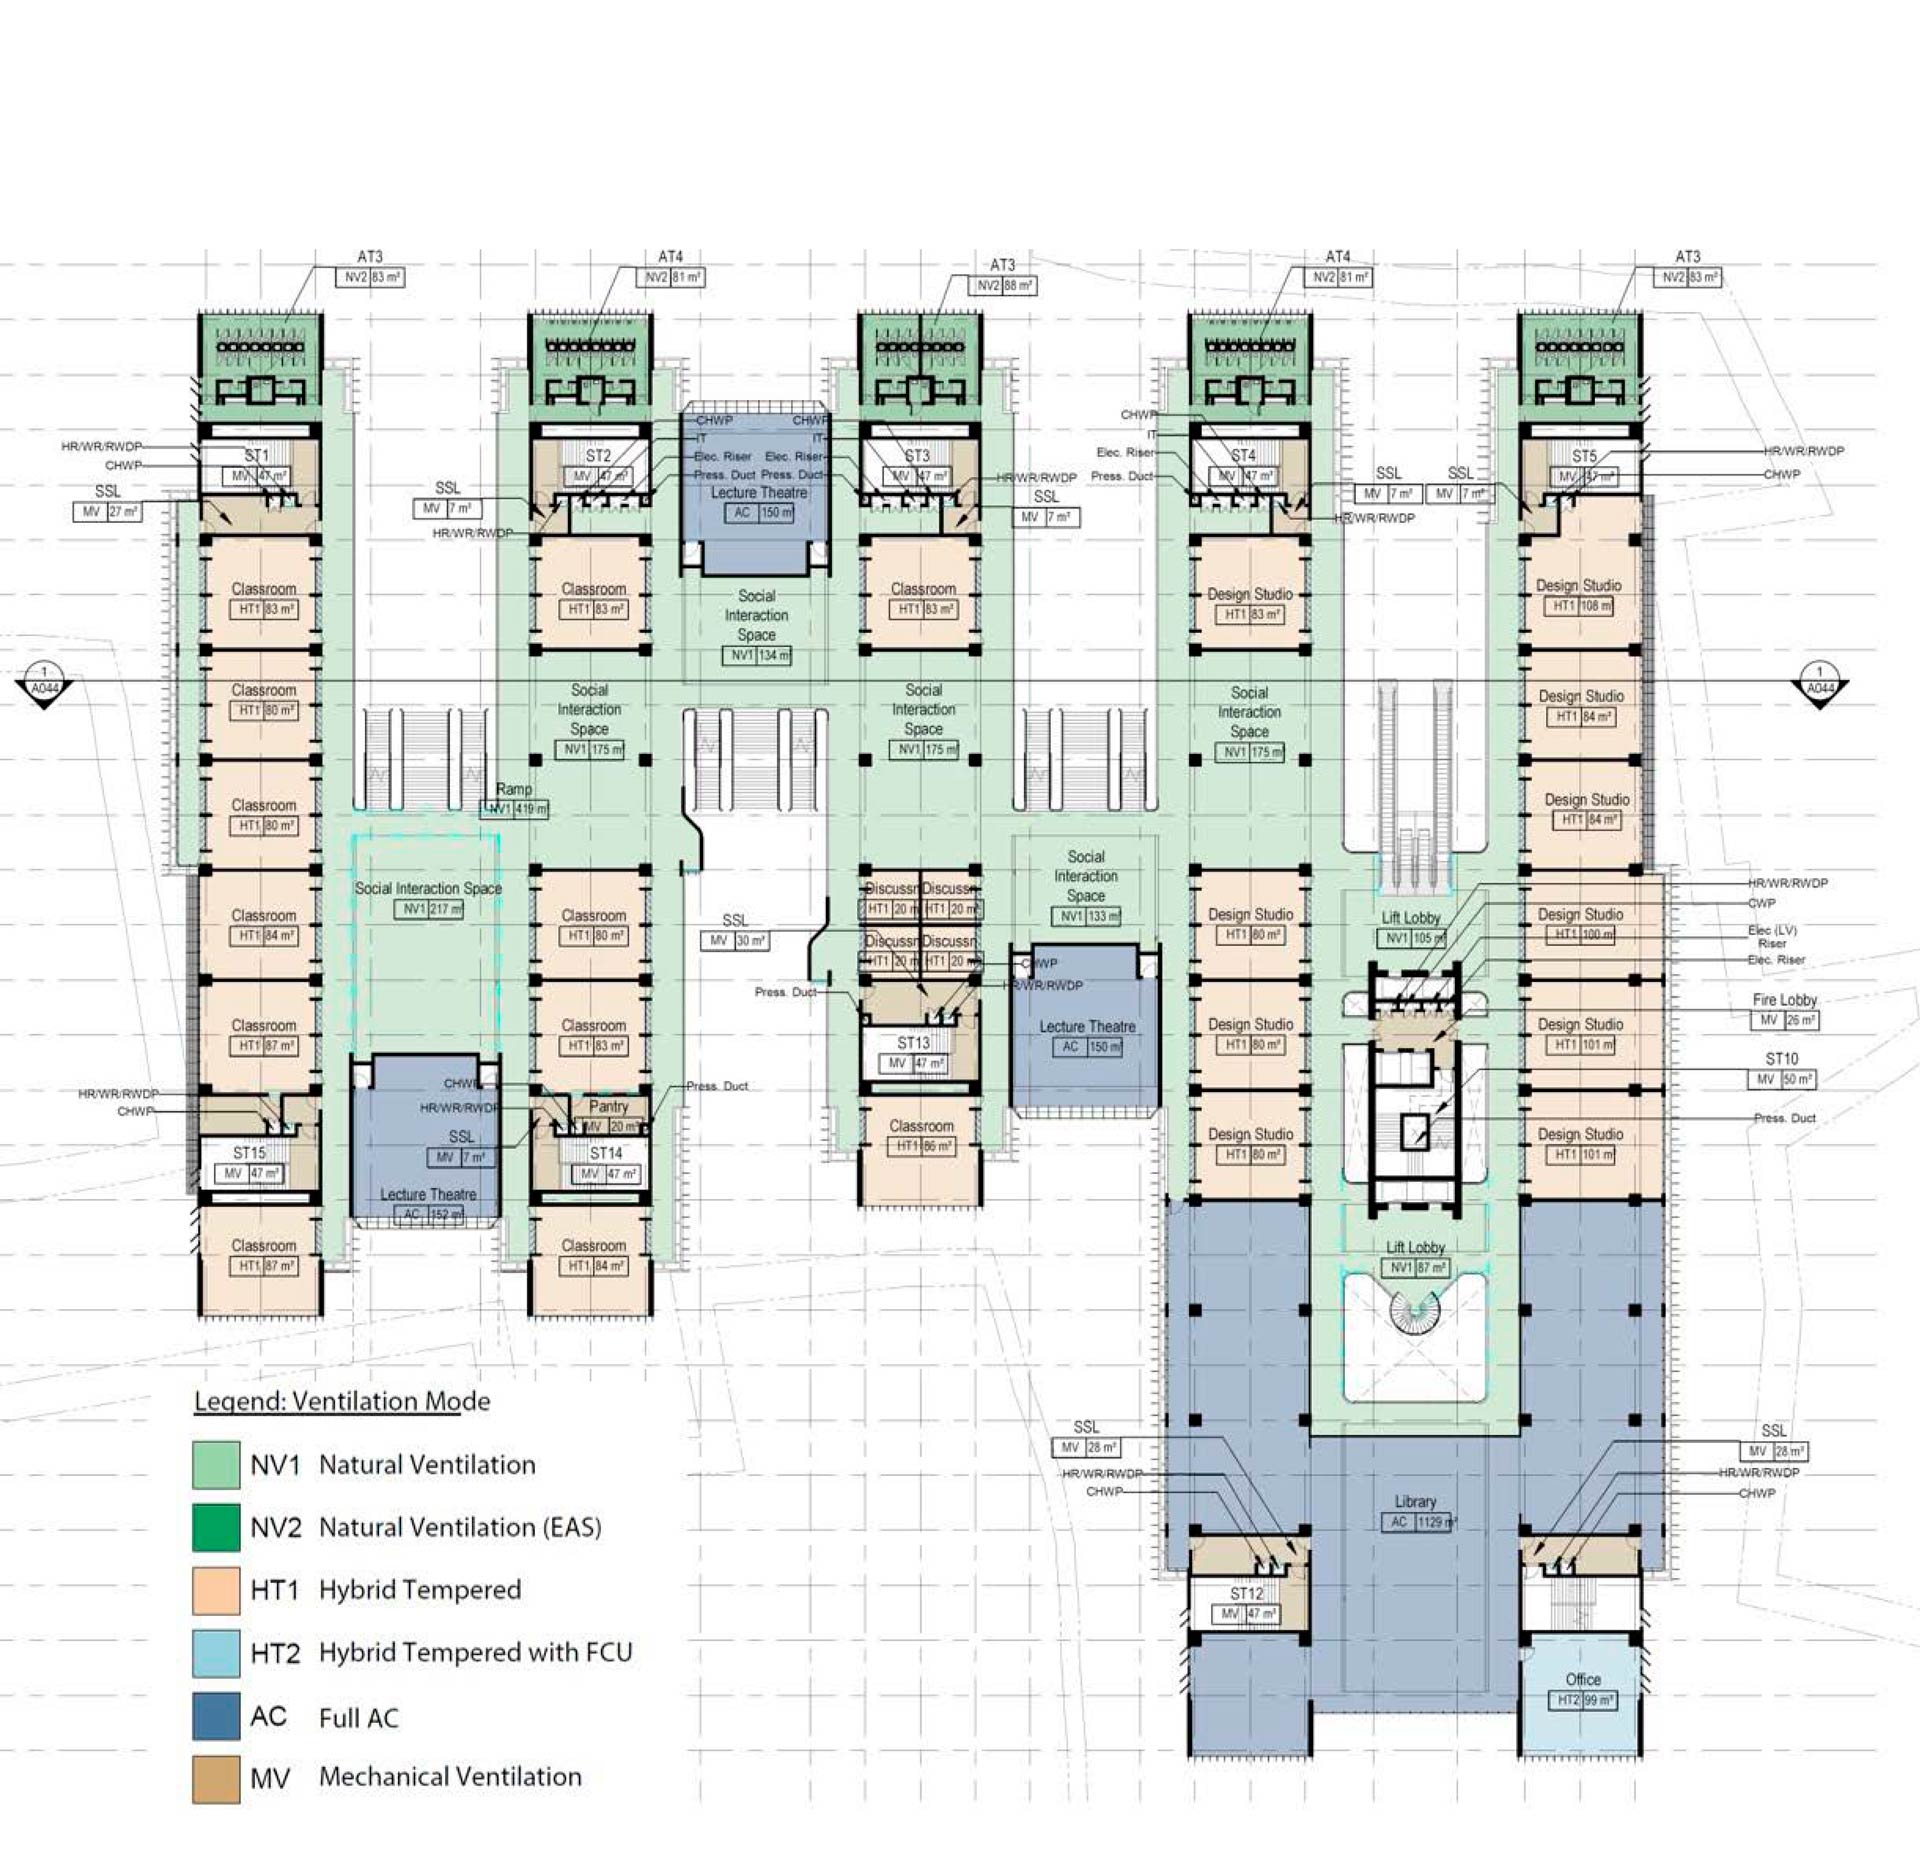 AT3
NV2 83 m²
AT4
NV2 81 m²
AT3
NV2 88 m²
AT4
NV2 81 m²
AT3
NV2 83 m²
HR/WR/RWDP
CHWP
SSL
MV 27 m²
ST1
MV 47 m²
SSL
MV 7 m²
HR/WR/RWDP
ST2
MV 47 m²
CHWP
IT
Elec. Riser
Press. Duct
CHWP
IT
Elec. Riser
Press. Duct
Lecture Theatre
AC 150 m²
ST3
MV 47 m²
HR/WR/RWDP
SSL
MV 7 m²
CHWP
IT
Elec. Riser
Press. Duct
ST4
MV 47 m²
SSL
MV 7 m²
HR/WR/RWDP
SSL
MV 7 m²
ST5
MV 47 m²
HR/WR/RWDP
CHWP
Classroom
HT1 83 m²
Classroom
HT1 83 m²
Social
Interaction
Space
NV1 134 m²
Classroom
HT1 83 m²
Design Studio
HT1 83 m²
Design Studio
HT1 108 m²
1
A044
Classroom
HT1 80 m²
Social
Interaction
Space
NV1 175 m²
Social
Interaction
Space
NV1 175 m²
Social
Interaction
Space
NV1 175 m²
Design Studio
HT1 84 m²
1
A044
Classroom
HT1 80 m²
Ramp
NV1 419 m²
Design Studio
HT1 84 m²
Classroom
HT1 84 m²
Social Interaction Space
NV1 217 m²
Classroom
HT1 80 m²
SSL
MV 30 m²
Discussn
HT1 20 m
Discussn
HT1 20 m
Discussn
HT1 20 m
Discussn
HT1 20 m
Social
Interaction
Space
NV1 133 m²
Design Studio
HT1 80 m²
Lift Lobby
NV1 105 m²
Design Studio
HT1 100 m²
HR/WR/RWDP
CWP
Elec (LV)
Riser
Elec. Riser
CHWP
HR/WR/RWDP
Press. Duct
Classroom
HT1 87 m²
Classroom
HT1 83 m²
ST13
MV 47 m²
Lecture Theatre
AC 150 m²
Design Studio
HT1 80 m²
Design Studio
HT1 101 m²
Fire Lobby
MV 26 m²
ST10
MV 50 m²
Press. Duct
HR/WR/RWDP
CHWP
ST15
MV 47 m²
CHWP
HR/WR/RWDP
SSL
MV 7 m²
Pantry
MV 20 m²
Press. Duct
ST14
MV 47 m²
Lecture Theatre
AC 152 m²
Classroom
HT1 86 m²
Design Studio
HT1 80 m²
Design Studio
HT1 101 m²
Classroom
HT1 87 m²
Classroom
HT1 84 m²
Lift Lobby
NV1 87 m²
SSL
MV 28 m²
HR/WR/RWDP
CHWP
SSL
MV 28 m²
HR/WR/RWDP
CHWP
Library
AC 1129 m²
ST12
MV 47 m²
Office
HT2 99 m²
Legend: Ventilation Mode
NV1 Natural Ventilation
NV2 Natural Ventilation (EAS)
HT1 Hybrid Tempered
HT2 Hybrid Tempered with FCU
AC Full AC
MV Mechanical Ventilation